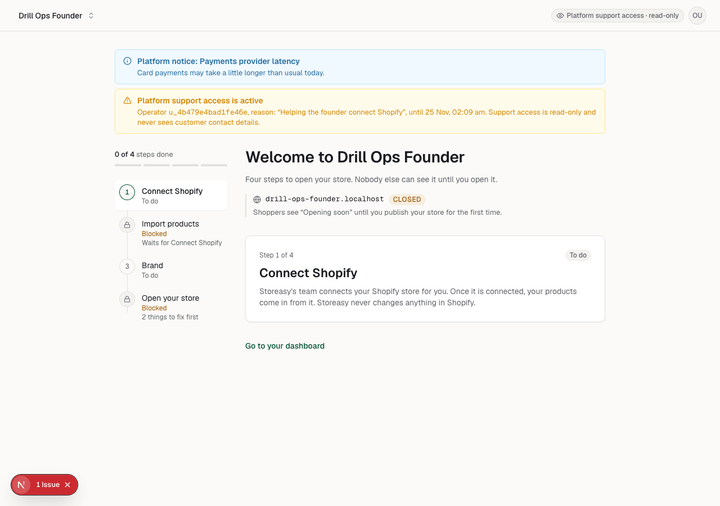 Drill Ops Founder
Platform support access · read-only
OU
Platform notice: Payments provider latency
Card payments may take a little longer than usual today.
Platform support access is active
Operator u_4b479e4bad1fe46e, reason: “Helping the founder connect Shopify”, until 25 Nov, 02:09 am. Support access is read-only and
never sees customer contact details.
0 of 4 steps done
1
Connect Shopify
To do
Import products
Blocked
Waits for Connect Shopify
3
Brand
To do
Open your store
Blocked
2 things to fix first
Welcome to Drill Ops Founder
Four steps to open your store. Nobody else can see it until you open it.
drill-ops-founder.localhost CLOSED
Shoppers see “Opening soon” until you publish your store for the first time.
Step 1 of 4
To do
Connect Shopify
Storeasy's team connects your Shopify store for you. Once it is connected, your products
come in from it. Storeasy never changes anything in Shopify.
Go to your dashboard
N
1 Issue